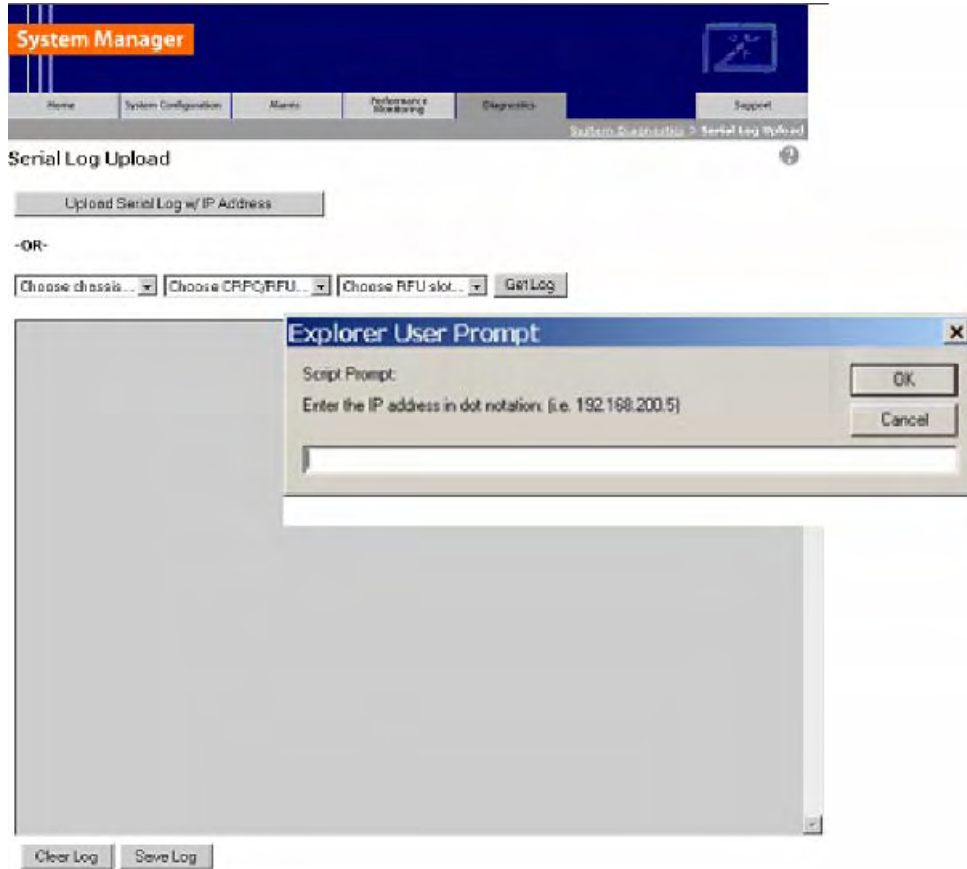 System Manager
Home System Configuration Alarms Performance Monitoring Diagnostics Support
System Diagnostics > Serial Log Upload
Serial Log Upload
Upload Serial Log w/ IP Address
-OR-
Choose chassis... Choose CRPC/RFU... Choose RFU slot... Get Log
Explorer User Prompt
Script Prompt:
OK
Enter the IP address in dot notation: (i.e. 192.168.200.5)
Cancel
Clear Log Save Log